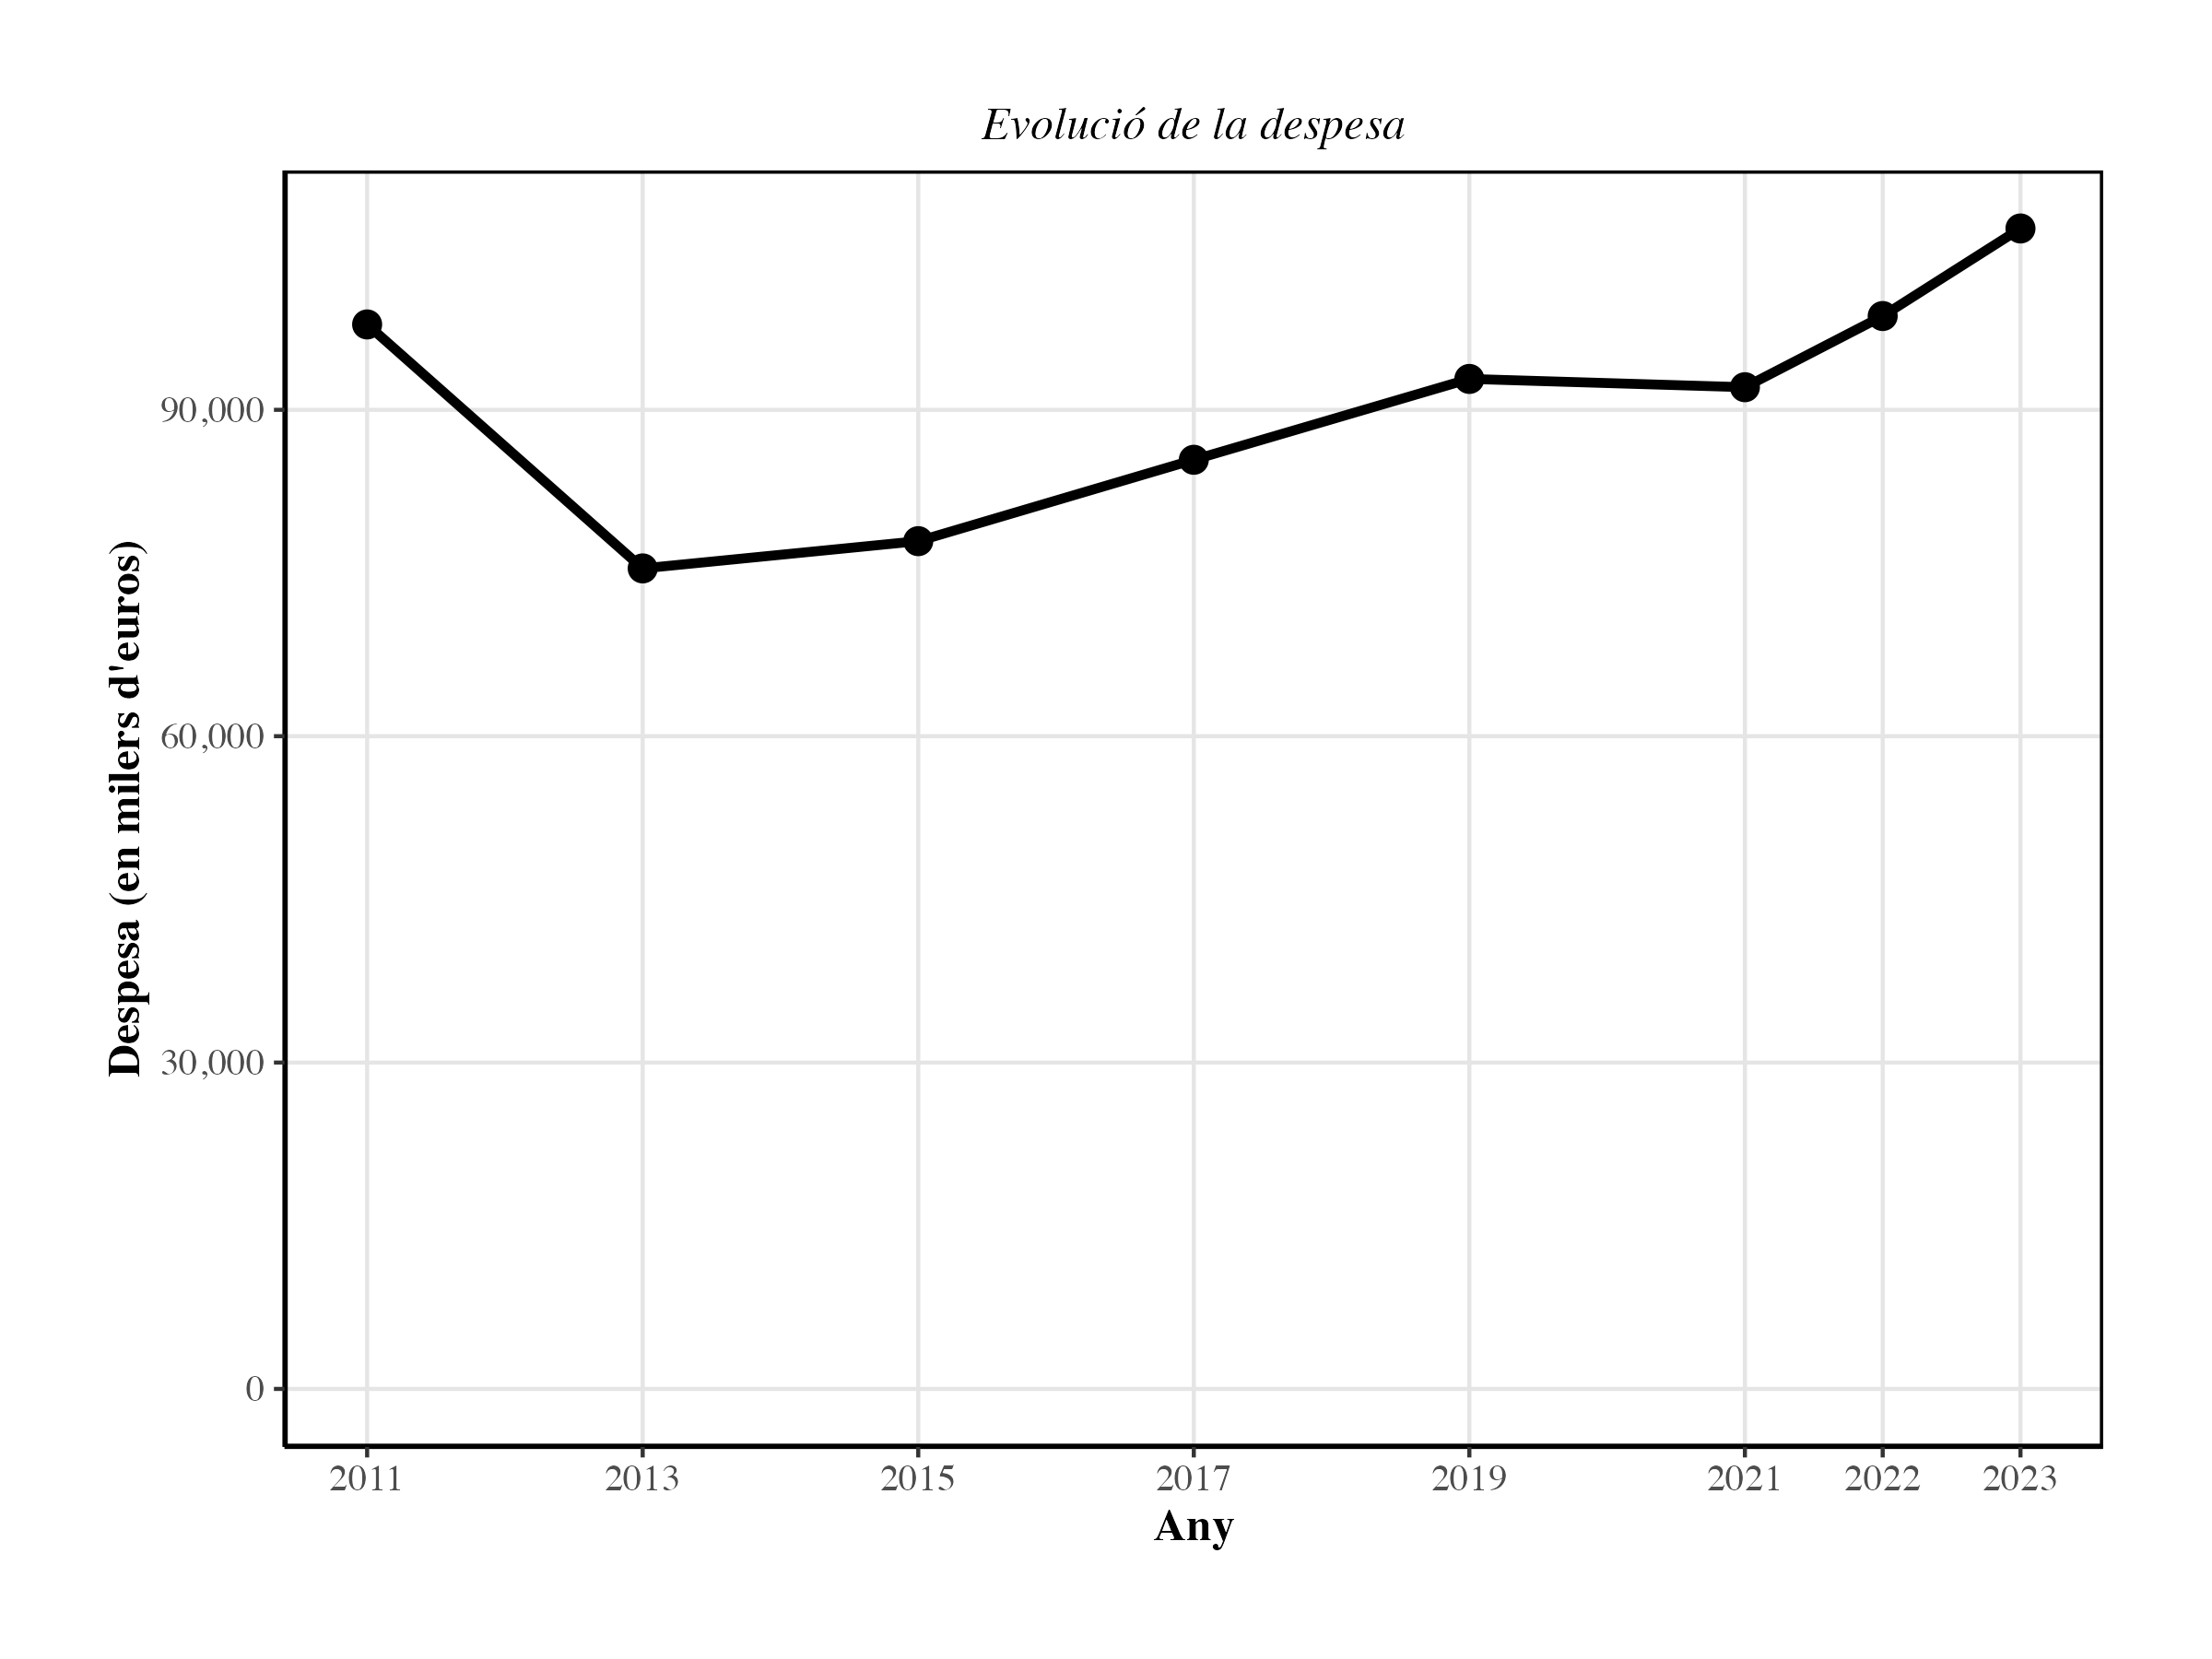 Evolució de la despesa
Despesa (en milers d'euros)
90,000
60,000
30,000
0
2011 2013 2015 2017 2019 2021 2022 2023
Any